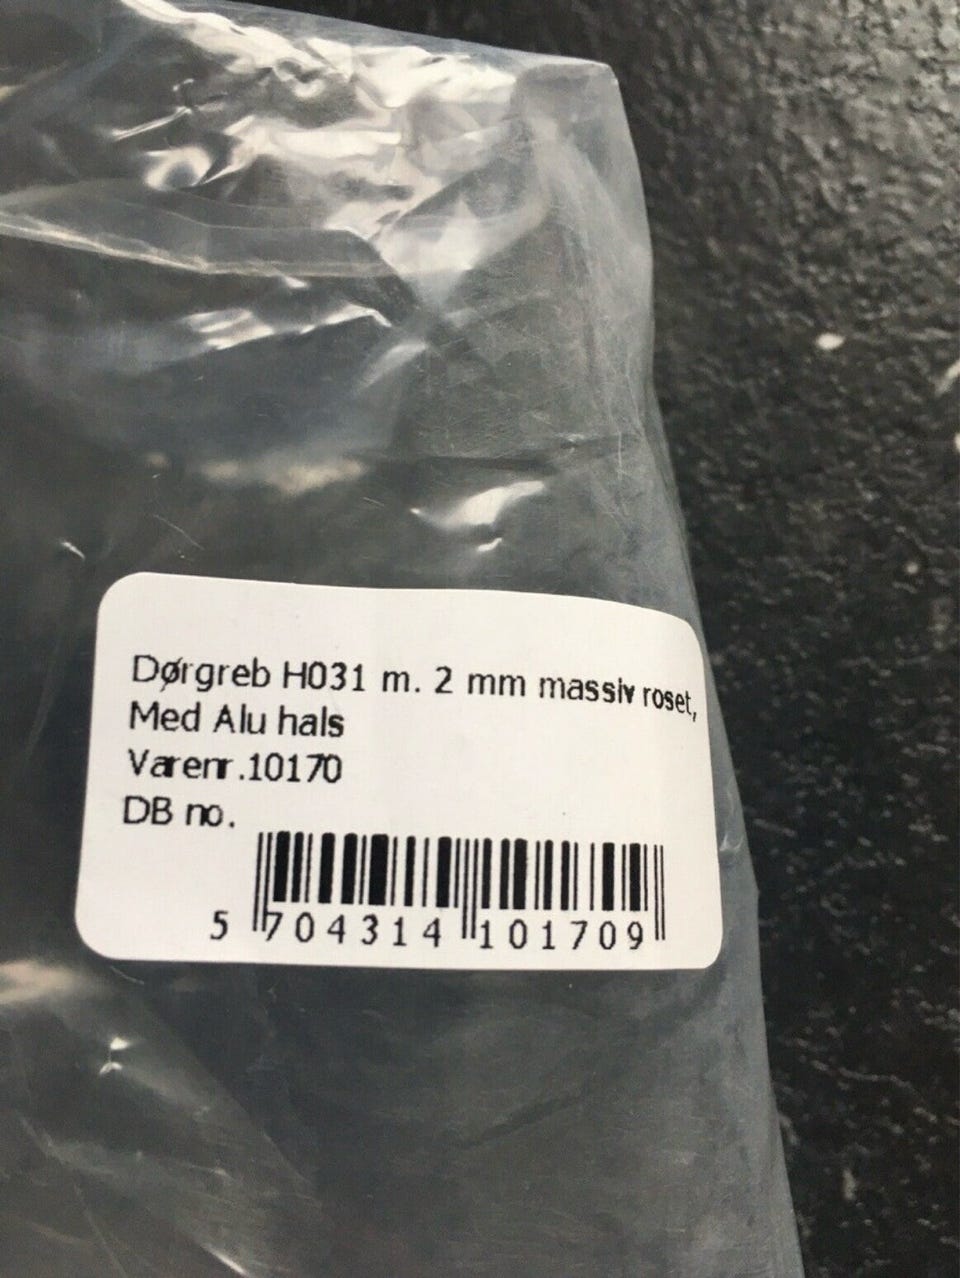 Dørgreb H031 m. 2 mm massiv roset,
Med Alu hals
Varenr.10170
DB no.
5 704314 101709